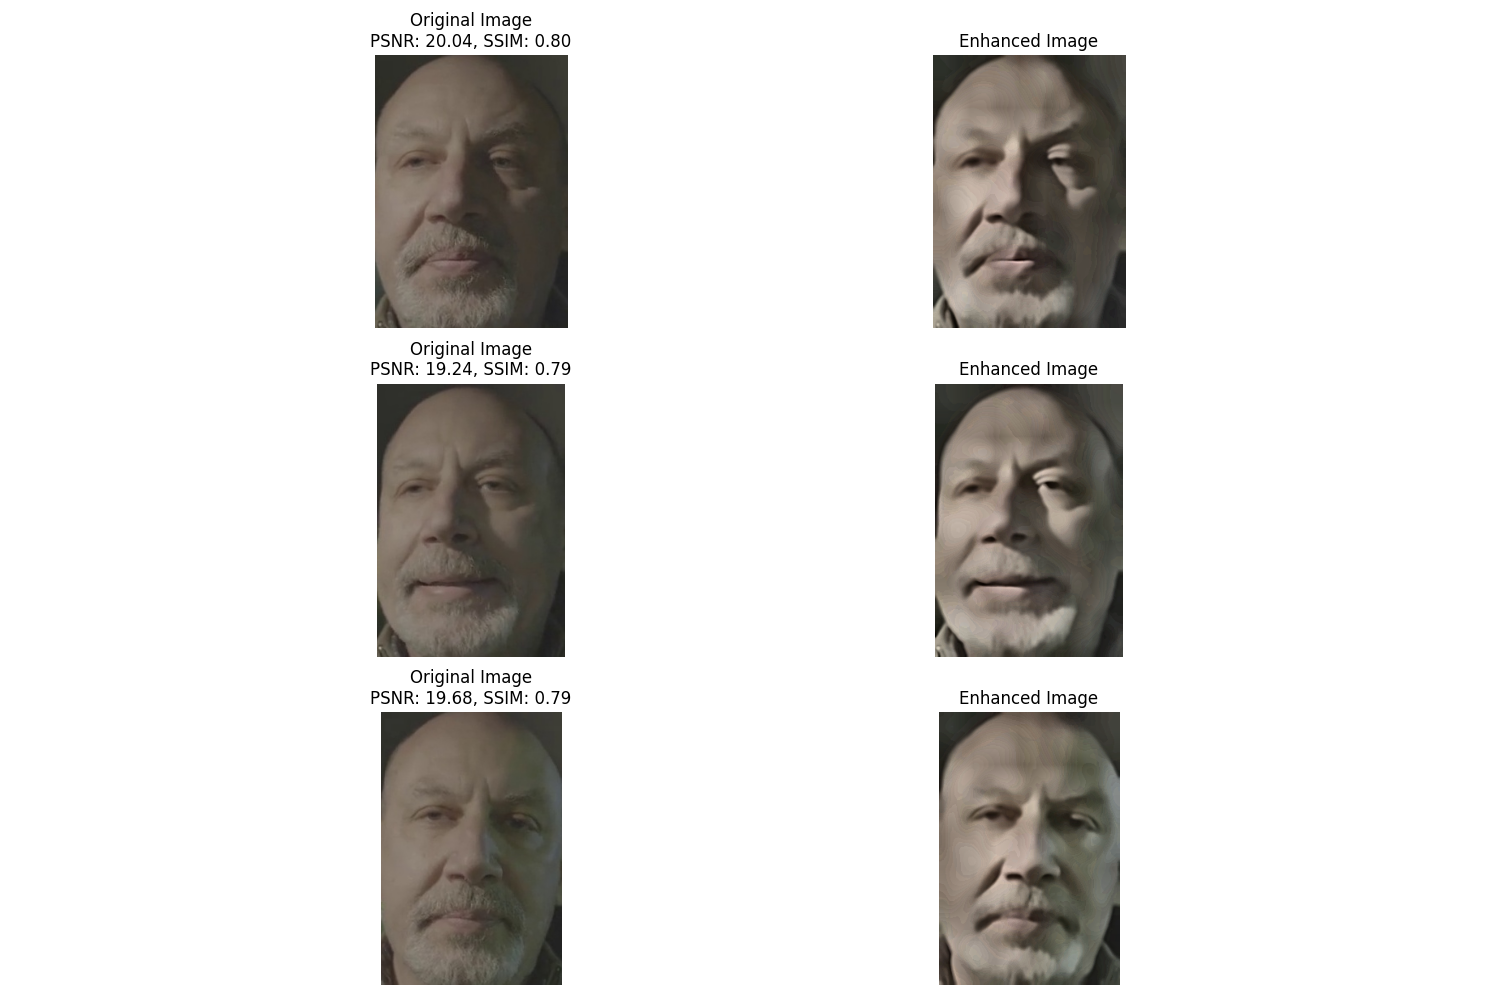 Original Image
PSNR: 20.04, SSIM: 0.80
Enhanced Image
Original Image
PSNR: 19.24, SSIM: 0.79
Enhanced Image
Original Image
PSNR: 19.68, SSIM: 0.79
Enhanced Image